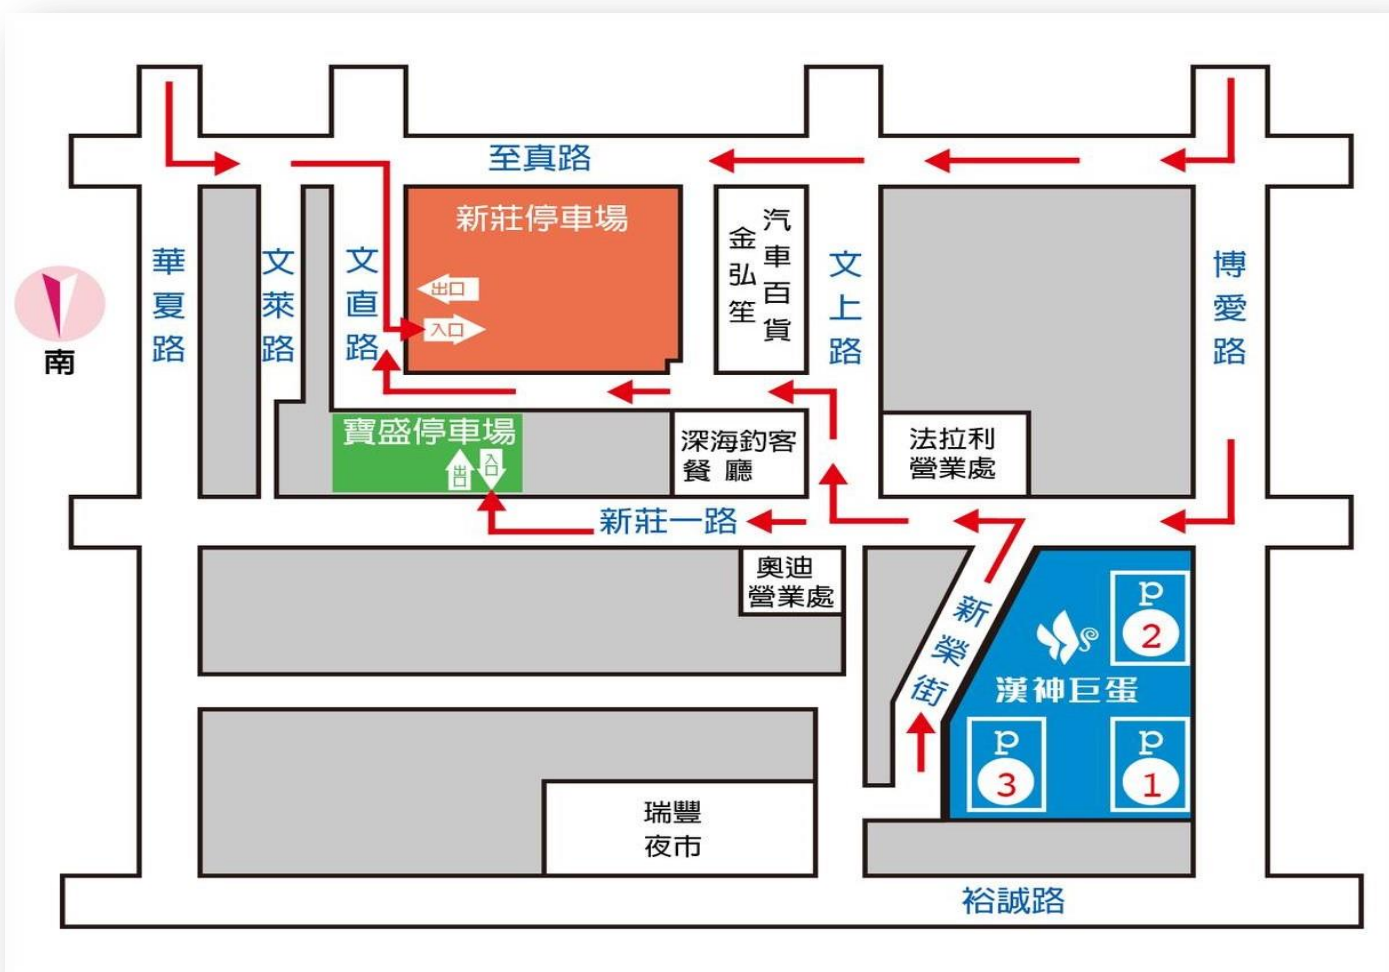 至真路
新莊停車場
出口
入口
金弘笙
汽車百貨
華夏路
文萊路
文直路
文上路
博愛路
南
寶盛停車場
出口
入口
深海釣客
餐 廳
法拉利
營業處
新莊一路
奧迪
營業處
新榮街
p
2
漢神巨蛋
p
3
p
1
瑞豐
夜市
裕誠路